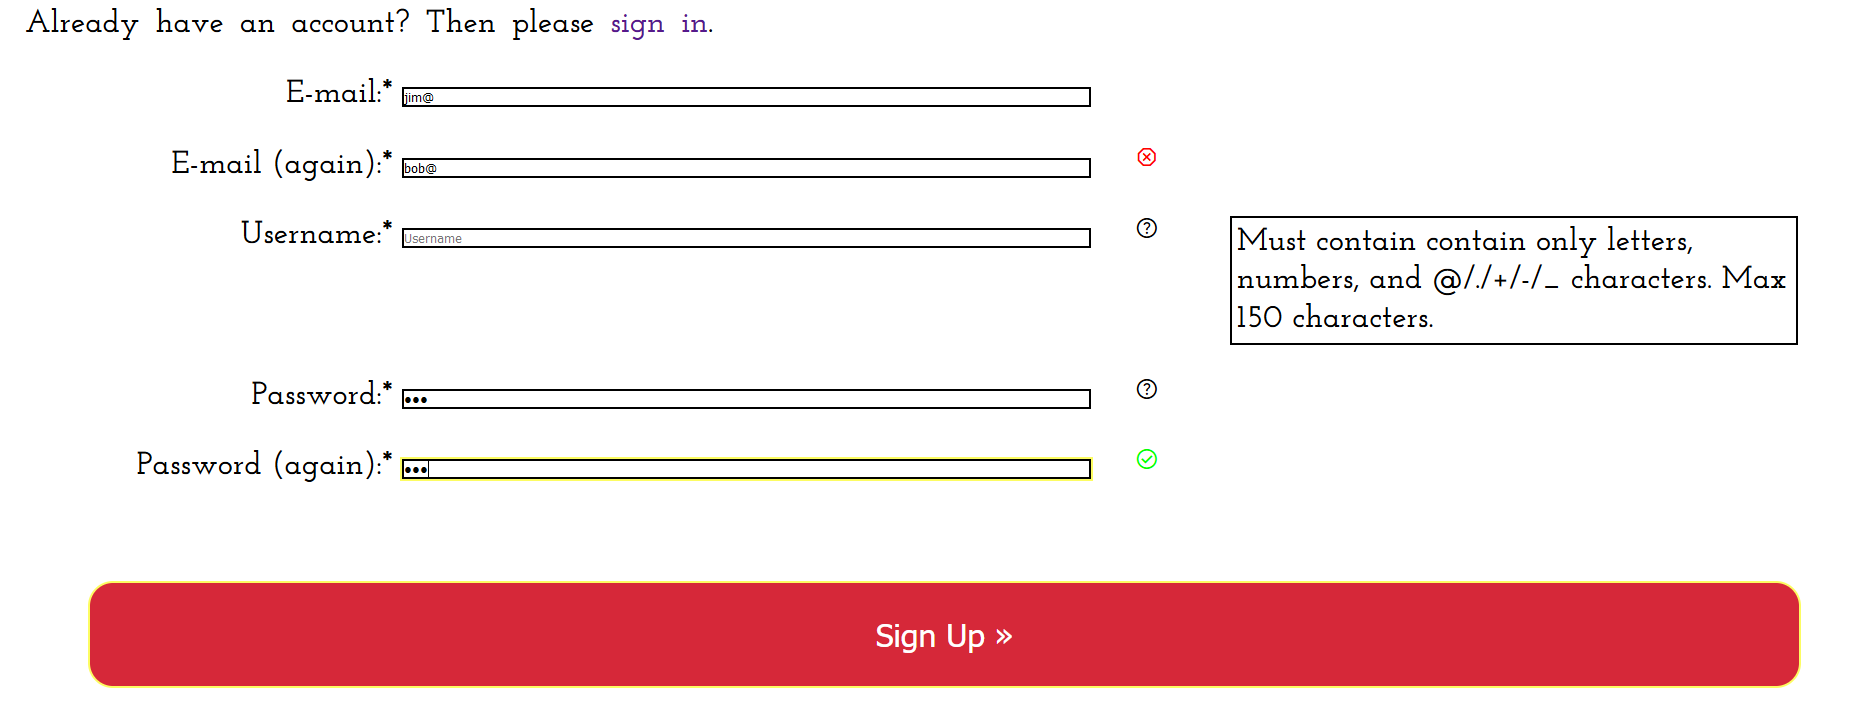 Already have an account? Then please sign in.
E-mail:* jim@
E-mail (again):* bob@
Username:* Username
Must contain contain only letters,
numbers, and @/./+/-/_ characters. Max
150 characters.
Password:* •••
Password (again):* •••
Sign Up »